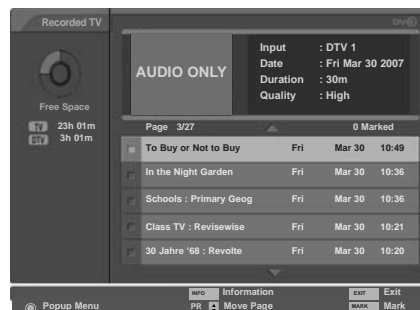 Recorded TV
Free Space
TV 23h 01m
DTV 3h 01m
AUDIO ONLY
Input : DTV 1
Date : Fri Mar 30 2007
Duration : 30m
Quality : High
Page 3/27 0 Marked
To Buy or Not to Buy Fri Mar 30 10:49
In the Night Garden Fri Mar 30 10:36
Schools : Primary Geog Fri Mar 30 10:36
Class TV : Revisewise Fri Mar 30 10:21
30 Jahre '68 : Revolte Fri Mar 30 10:20
INFO Information EXIT Exit
Popup Menu PR Move Page MARK Mark